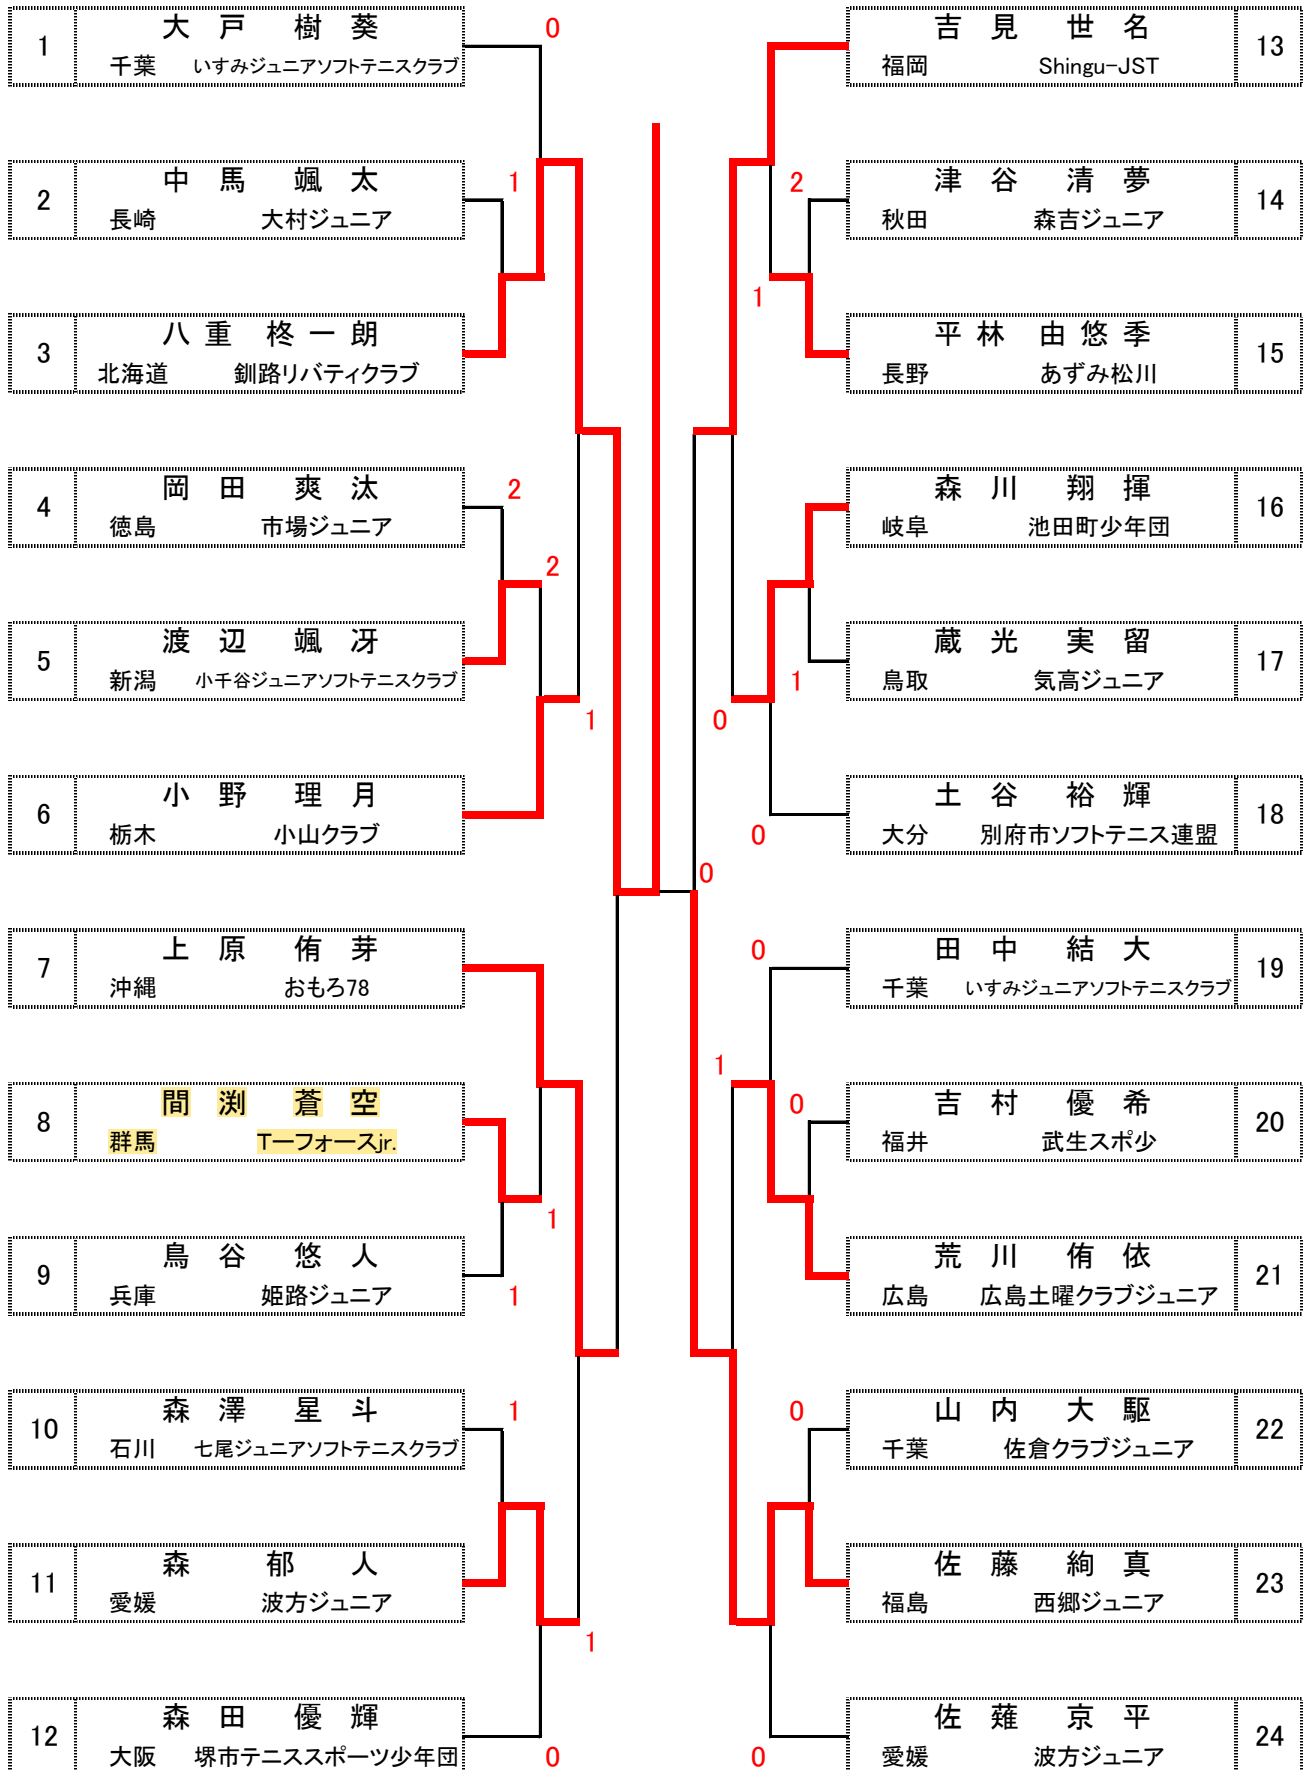 1
大戸 樹葵
千葉 いすみジュニアソフトテニスクラブ
0
2
中馬 颯太
長崎 大村ジュニア
1
3
八重 柊一朗
北海道 釧路リバティクラブ
4
岡田 爽汰
徳島 市場ジュニア
2
2
5
渡辺 颯冴
新潟 小千谷ジュニアソフトテニスクラブ
1
6
小野 理月
栃木 小山クラブ
7
上原 侑芽
沖縄 おもろ78
8
間渕 蒼空
群馬 Tーフォースjr.
1
9
鳥谷 悠人
兵庫 姫路ジュニア
1
10
森澤 星斗
石川 七尾ジュニアソフトテニスクラブ
1
11
森 郁人
愛媛 波方ジュニア
1
12
森田 優輝
大阪 堺市テニススポーツ少年団
0
吉見 世名
福岡 Shingu-JST
13
2
津谷 清夢
秋田 森吉ジュニア
14
1
平林 由悠季
長野 あずみ松川
15
森川 翔揮
岐阜 池田町少年団
16
蔵光 実留
鳥取 気高ジュニア
17
1
0
土谷 裕輝
大分 別府市ソフトテニス連盟
18
0
0
0
田中 結大
千葉 いすみジュニアソフトテニスクラブ
19
1
0
吉村 優希
福井 武生スポ少
20
荒川 侑依
広島 広島土曜クラブジュニア
21
0
山内 大駆
千葉 佐倉クラブジュニア
22
佐藤 絢真
福島 西郷ジュニア
23
佐薙 京平
愛媛 波方ジュニア
24
0